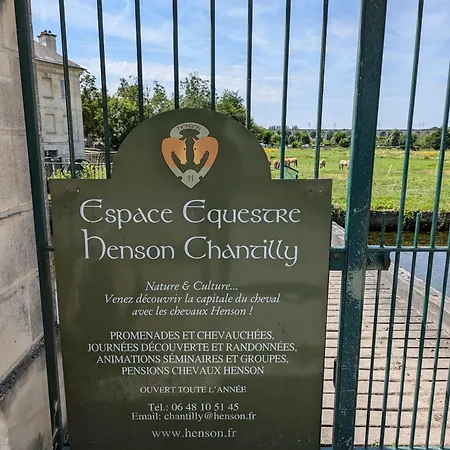 Espace Equestre
Henson Chantilly
Nature & Culture...
Venez découvrir la capitale du cheval
avec les chevaux Henson !
PROMENADES ET CHEVAUCHÉES,
JOURNÉES DÉCOUVERTE ET RANDONNÉES,
ANIMATIONS SÉMINAIRES ET GROUPES,
PENSIONS CHEVAUX HENSON
OUVERT TOUTE L'ANNÉE
Tél.: 06 48 10 51 45
Email: chantilly@henson.fr
www.henson.fr